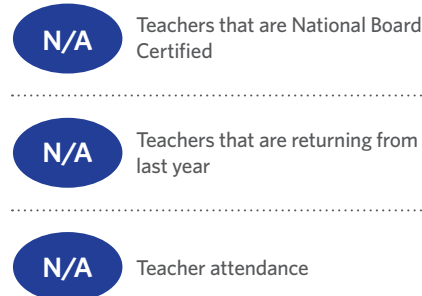 N/A
Teachers that are National Board
Certified
N/A
Teachers that are returning from
last year
N/A
Teacher attendance